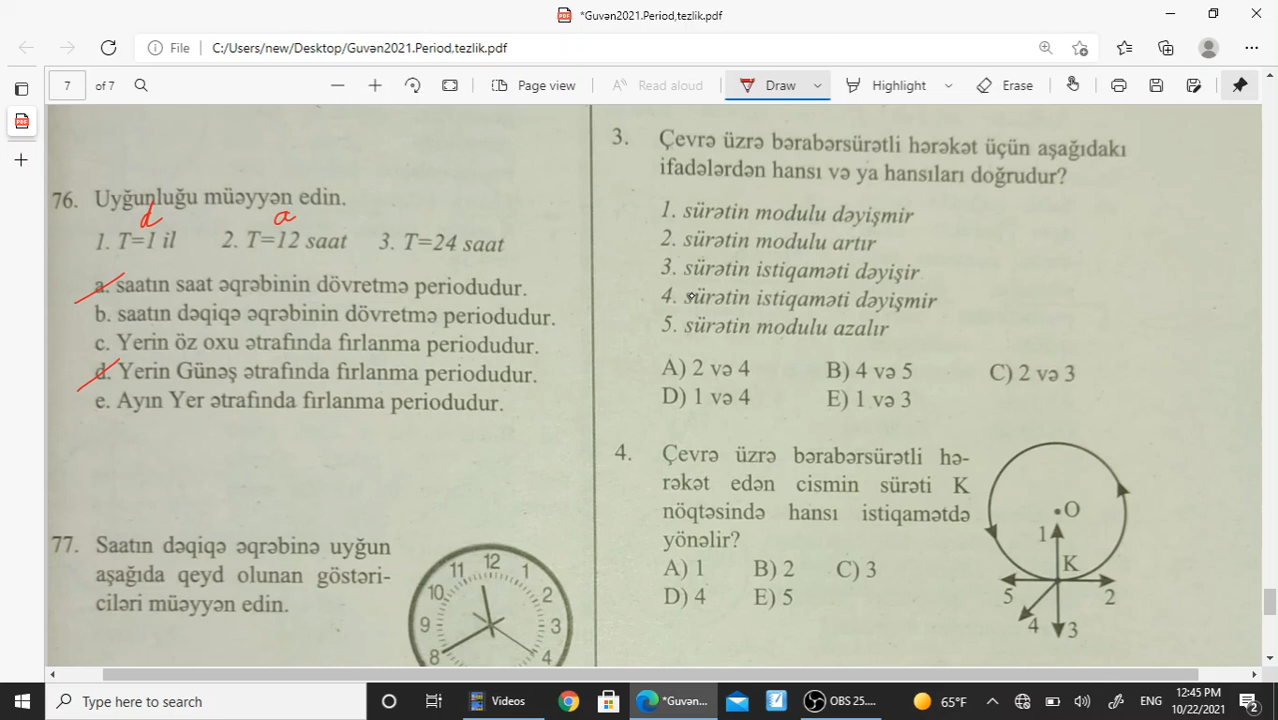 *Guvən2021.Period,tezlik.pdf
File C:/Users/new/Desktop/Guvən2021.Period.tezlik.pdf
7 of 7 Page view Read aloud Draw Highlight Erase
76. Uyğunluğu müəyyən edin.
d a
1. T=1 il 2. T=12 saat 3. T=24 saat
a. saatın saat əqrəbinin dövretmə periodudur.
b. saatın dəqiqə əqrəbinin dövretmə periodudur.
c. Yerin öz oxu ətrafında fırlanma periodudur.
d. Yerin Günəş ətrafında fırlanma periodudur.
e. Ayın Yer ətrafında fırlanma periodudur.
77. Saatın dəqiqə əqrəbinə uyğun
aşağıda qeyd olunan göstəri-
ciləri müəyyən edin.
11 12 1
10 2
9 3
8 4
3. Çevrə üzrə bərabərsürətli hərəkət üçün aşağıdakı
ifadələrdən hansı və ya hansıları doğrudur?
1. sürətin modulu dəyişmir
2. sürətin modulu artır
3. sürətin istiqaməti dəyişir
4. sürətin istiqaməti dəyişmir
5. sürətin modulu azalır
A) 2 və 4 B) 4 və 5 C) 2 və 3
D) 1 və 4 E) 1 və 3
4. Çevrə üzrə bərabərsürətli hə-
rəkət edən cismin sürəti K
nöqtəsində hansı istiqamətdə
yönəlir?
A) 1 B) 2 C) 3
D) 4 E) 5
O
1
K
5 2
4 3
Type here to search
Videos
*Guvən...
OBS 25....
65°F
ENG
12:45 PM
10/22/2021
2